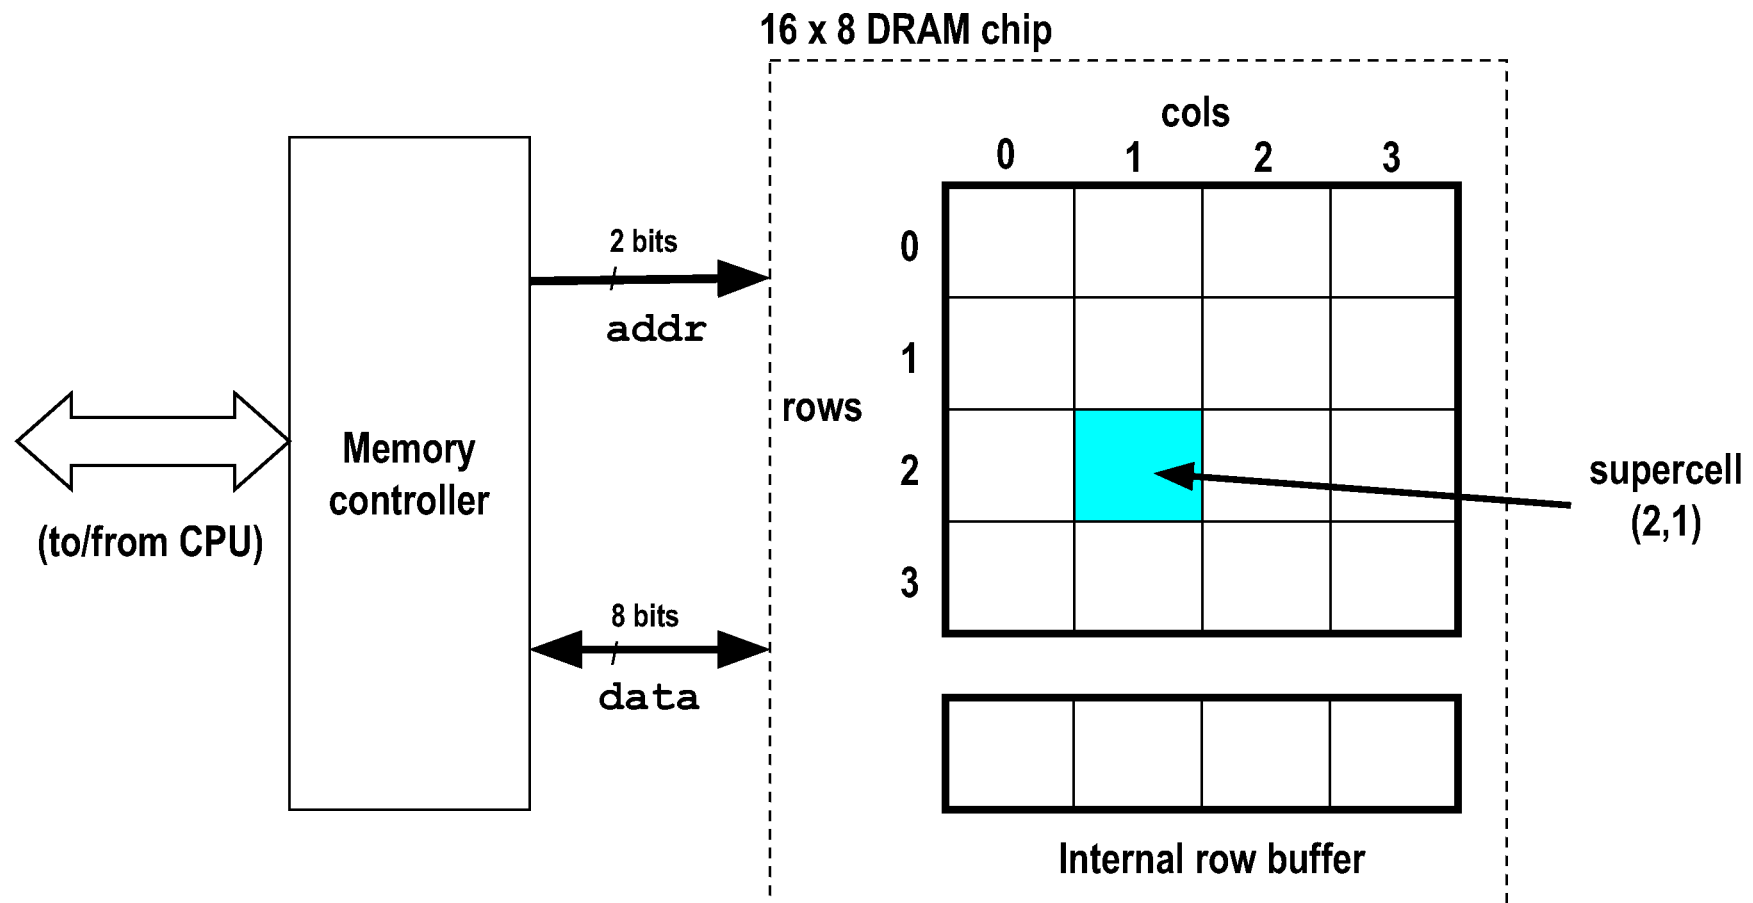 16 x 8 DRAM chip
cols
0 1 2 3
2 bits
addr
0
1
rows
2
3
Memory
controller
(to/from CPU)
supercell
(2,1)
8 bits
data
Internal row buffer